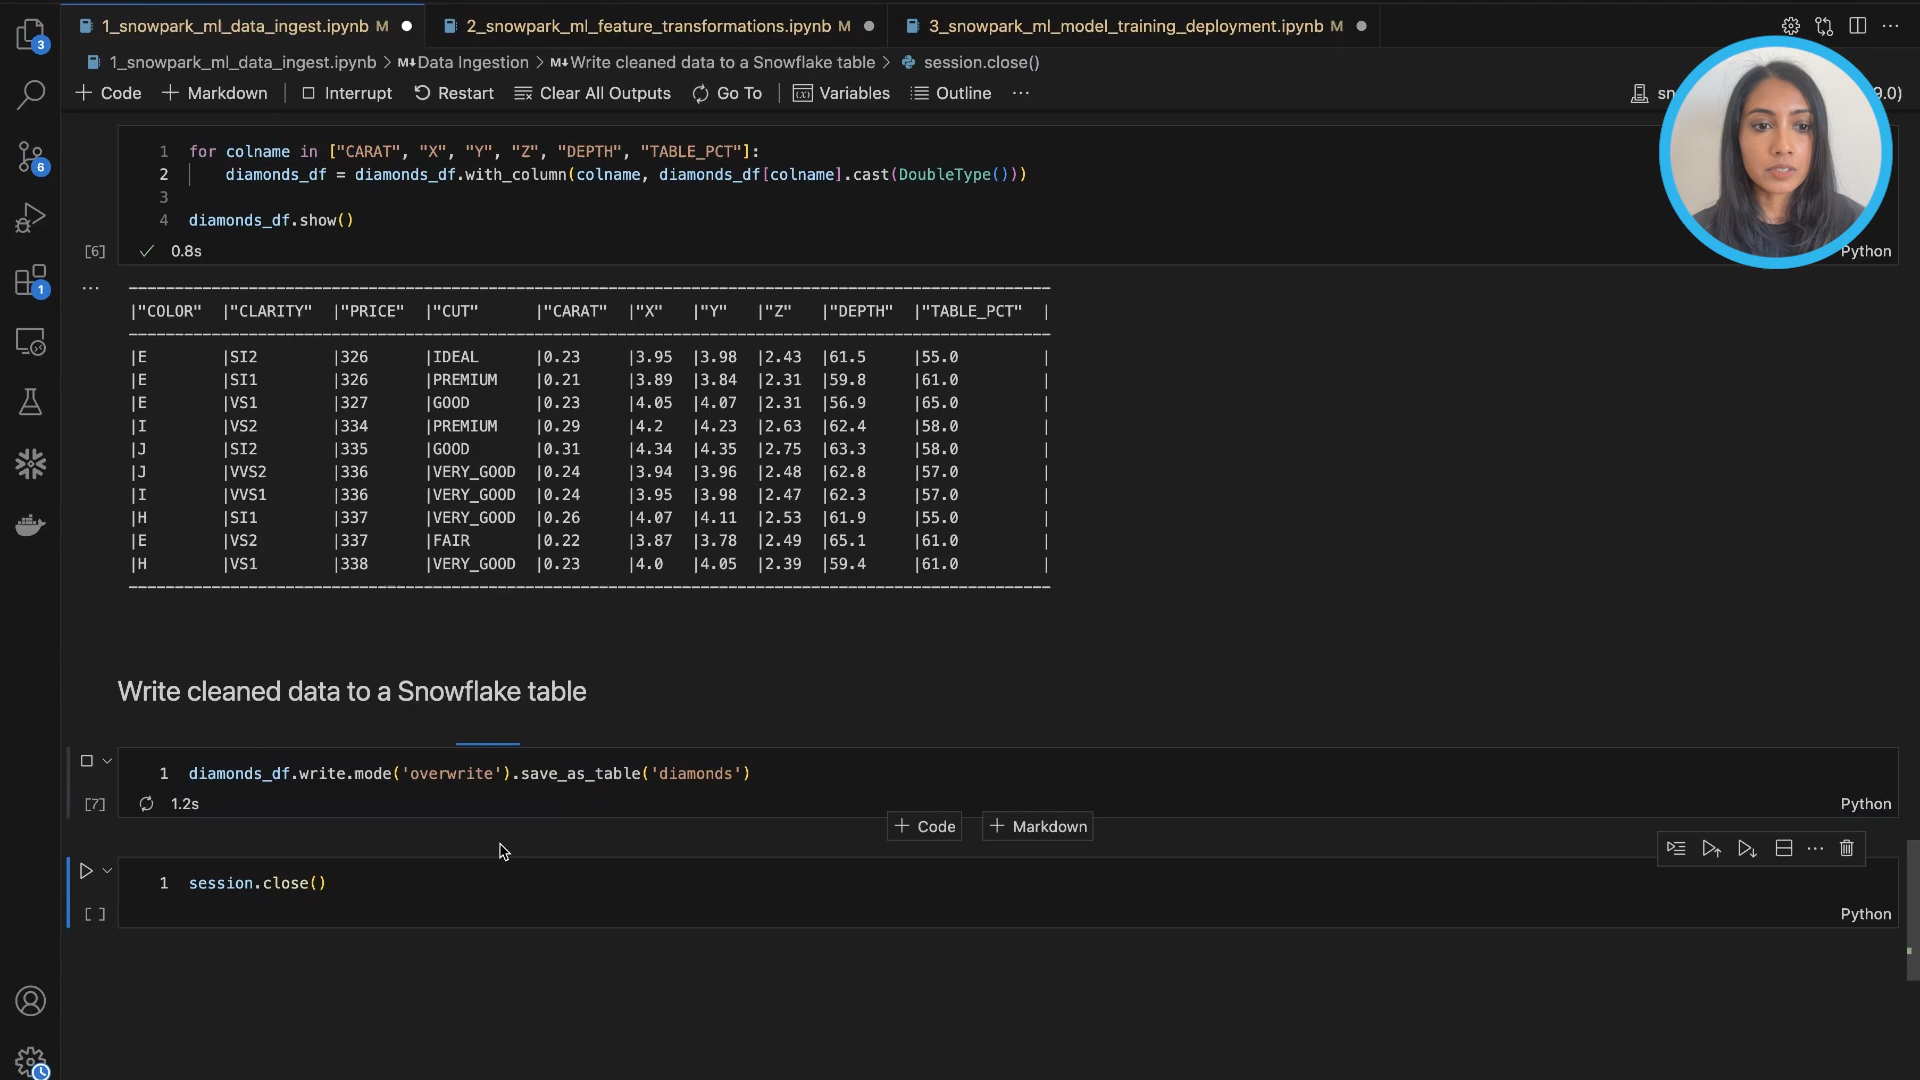 1_snowpark_ml_data_ingest.ipynb M
2_snowpark_ml_feature_transformations.ipynb M
3_snowpark_ml_model_training_deployment.ipynb M
1_snowpark_ml_data_ingest.ipynb > M↓Data Ingestion > M↓Write cleaned data to a Snowflake table > session.close()
+ Code + Markdown Interrupt Restart Clear All Outputs Go To Variables Outline ... sn 9.0)
3
6
1
1 for colname in ["CARAT", "X", "Y", "Z", "DEPTH", "TABLE_PCT"]:
2 diamonds_df = diamonds_df.with_column(colname, diamonds_df[colname].cast(DoubleType()))
3
4 diamonds_df.show()
[6] ✓ 0.8s Python
...
----------------------------------------------------------------------------------------------------
|"COLOR" |"CLARITY" |"PRICE" |"CUT" |"CARAT" |"X" |"Y" |"Z" |"DEPTH" |"TABLE_PCT" |
----------------------------------------------------------------------------------------------------
|E |SI2 |326 |IDEAL |0.23 |3.95 |3.98 |2.43 |61.5 |55.0 |
|E |SI1 |326 |PREMIUM |0.21 |3.89 |3.84 |2.31 |59.8 |61.0 |
|E |VS1 |327 |GOOD |0.23 |4.05 |4.07 |2.31 |56.9 |65.0 |
|I |VS2 |334 |PREMIUM |0.29 |4.2 |4.23 |2.63 |62.4 |58.0 |
|J |SI2 |335 |GOOD |0.31 |4.34 |4.35 |2.75 |63.3 |58.0 |
|J |VVS2 |336 |VERY_GOOD |0.24 |3.94 |3.96 |2.48 |62.8 |57.0 |
|I |VVS1 |336 |VERY_GOOD |0.24 |3.95 |3.98 |2.47 |62.3 |57.0 |
|H |SI1 |337 |VERY_GOOD |0.26 |4.07 |4.11 |2.53 |61.9 |55.0 |
|E |VS2 |337 |FAIR |0.22 |3.87 |3.78 |2.49 |65.1 |61.0 |
|H |VS1 |338 |VERY_GOOD |0.23 |4.0 |4.05 |2.39 |59.4 |61.0 |
----------------------------------------------------------------------------------------------------
Write cleaned data to a Snowflake table
1 diamonds_df.write.mode('overwrite').save_as_table('diamonds')
[7] 1.2s Python
+ Code + Markdown
1 session.close()
[ ] Python